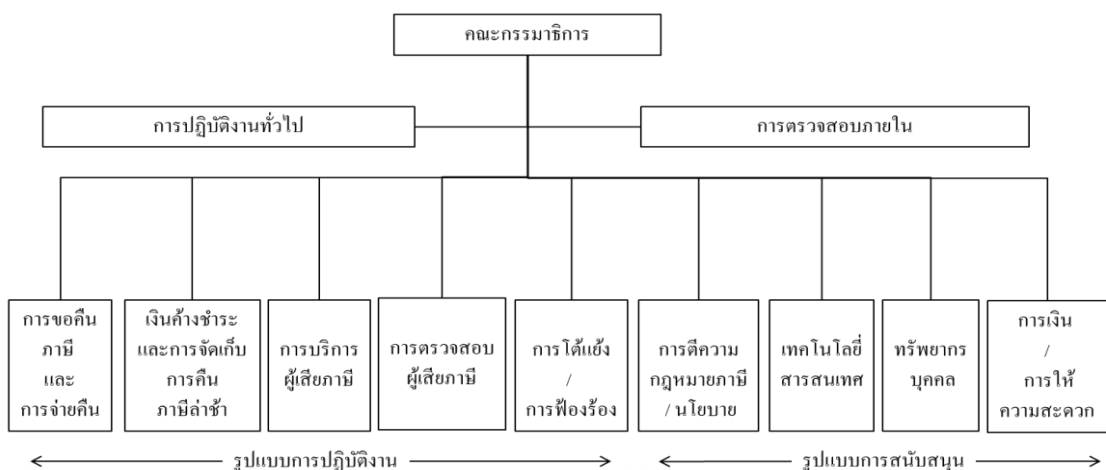 คณะกรรมาธิการ
การปฏิบัติงานทั่วไป
การตรวจสอบภายใน
การขอคืน
ภาษี
และ
การจ่ายคืน
เงินค้างชำระ
และการจัดเก็บ
การคืน
ภาษีล่าช้า
การบริการ
ผู้เสียภาษี
การตรวจสอบ
ผู้เสียภาษี
การโต้แย้ง
/
การฟ้องร้อง
การตีความ
กฎหมายภาษี
/ นโยบาย
เทคโนโลยี่
สารสนเทศ
ทรัพยากร
บุคคล
การเงิน
/
การให้
ความสะดวก
รูปแบบการปฏิบัติงาน
รูปแบบการสนับสนุน